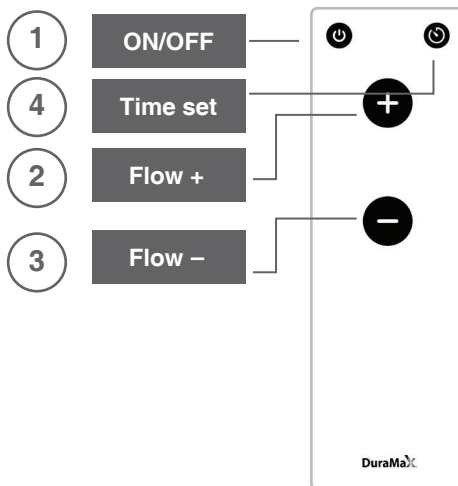 1 ON/OFF
4 Time set
2 Flow +
3 Flow –
DuraMaX